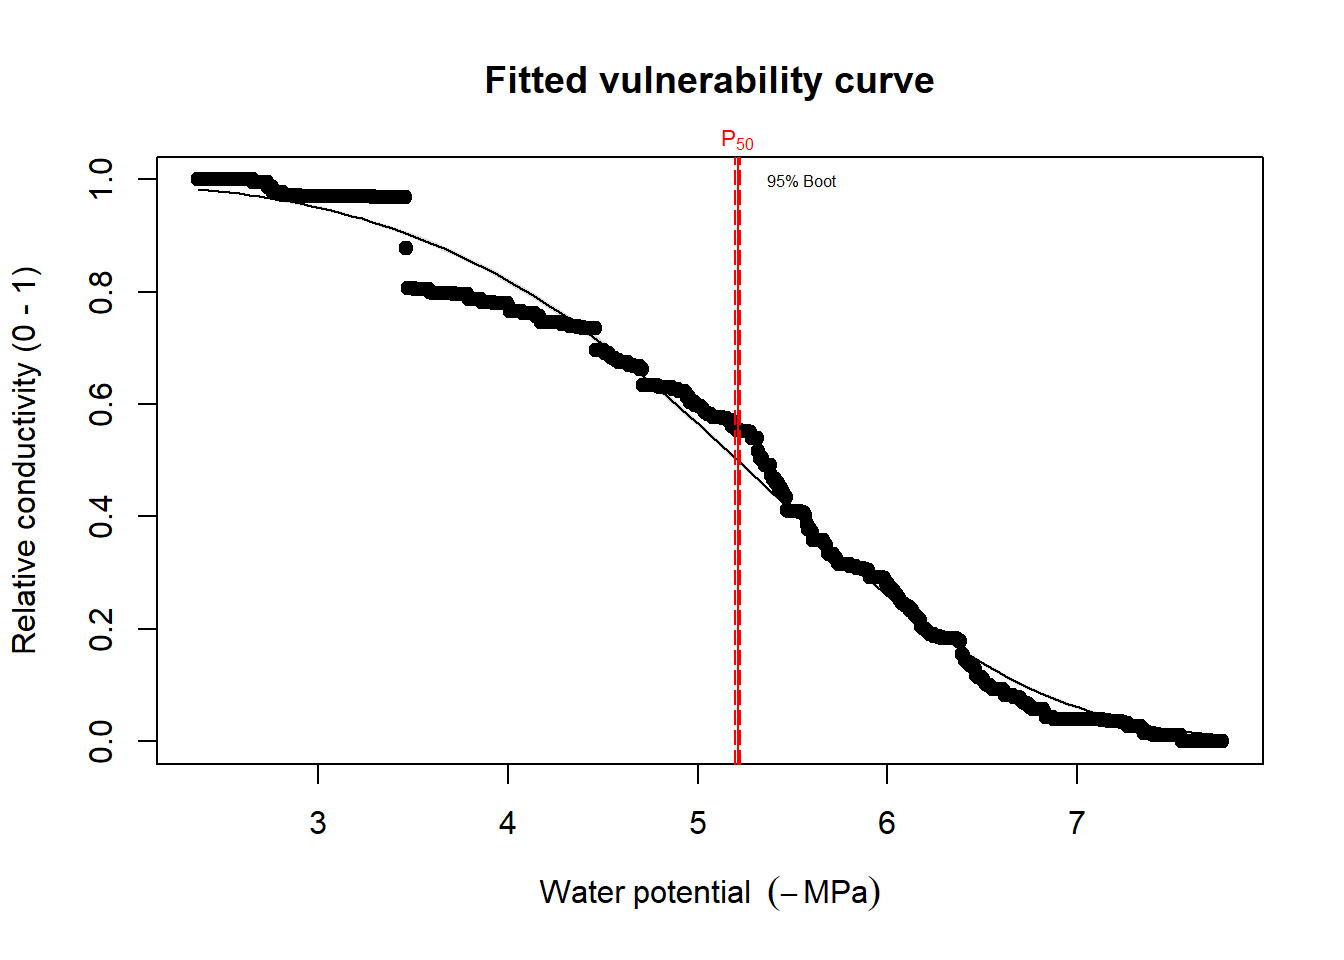 Fitted vulnerability curve
P50
95% Boot
Relative conductivity (0 - 1)
1.0
0.8
0.6
0.4
0.2
0.0
3 4 5 6 7
Water potential (−MPa)